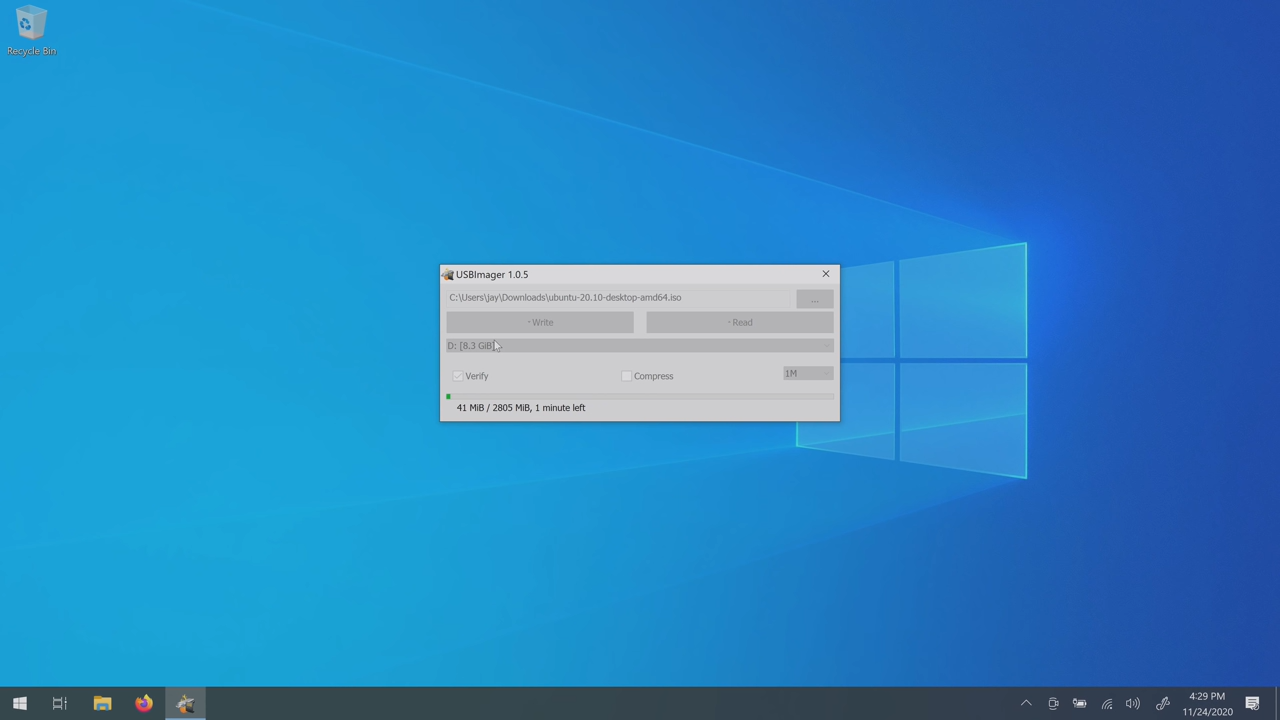 Recycle Bin
USBImager 1.0.5
C:\Users\jay\Downloads\ubuntu-20.10-desktop-amd64.iso
...
Write
Read
D: [8.3 GiB]
Verify
Compress
1M
41 MiB / 2805 MiB, 1 minute left
4:29 PM
11/24/2020